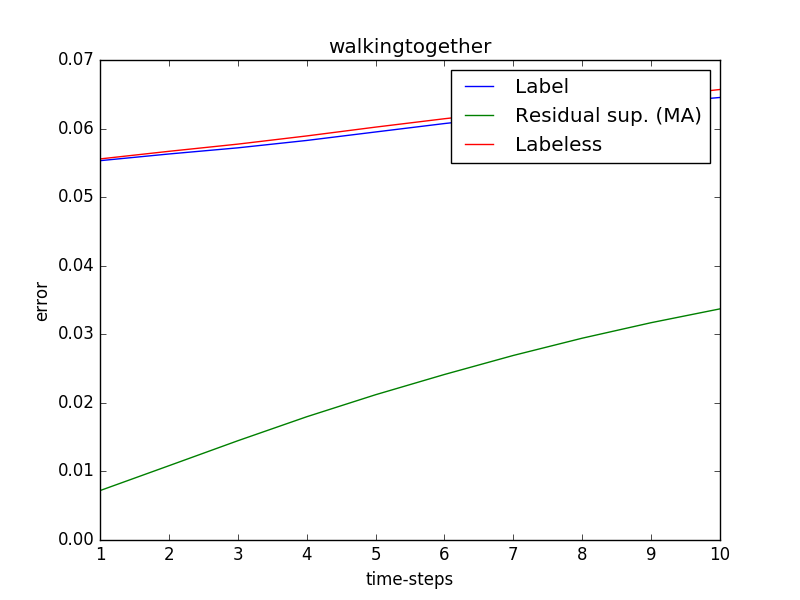 walkingtogether
0.07
0.06
0.05
0.04
0.03
0.02
0.01
0.00
error
Label
Residual sup. (MA)
Labeless
1 2 3 4 5 6 7 8 9 10
time-steps